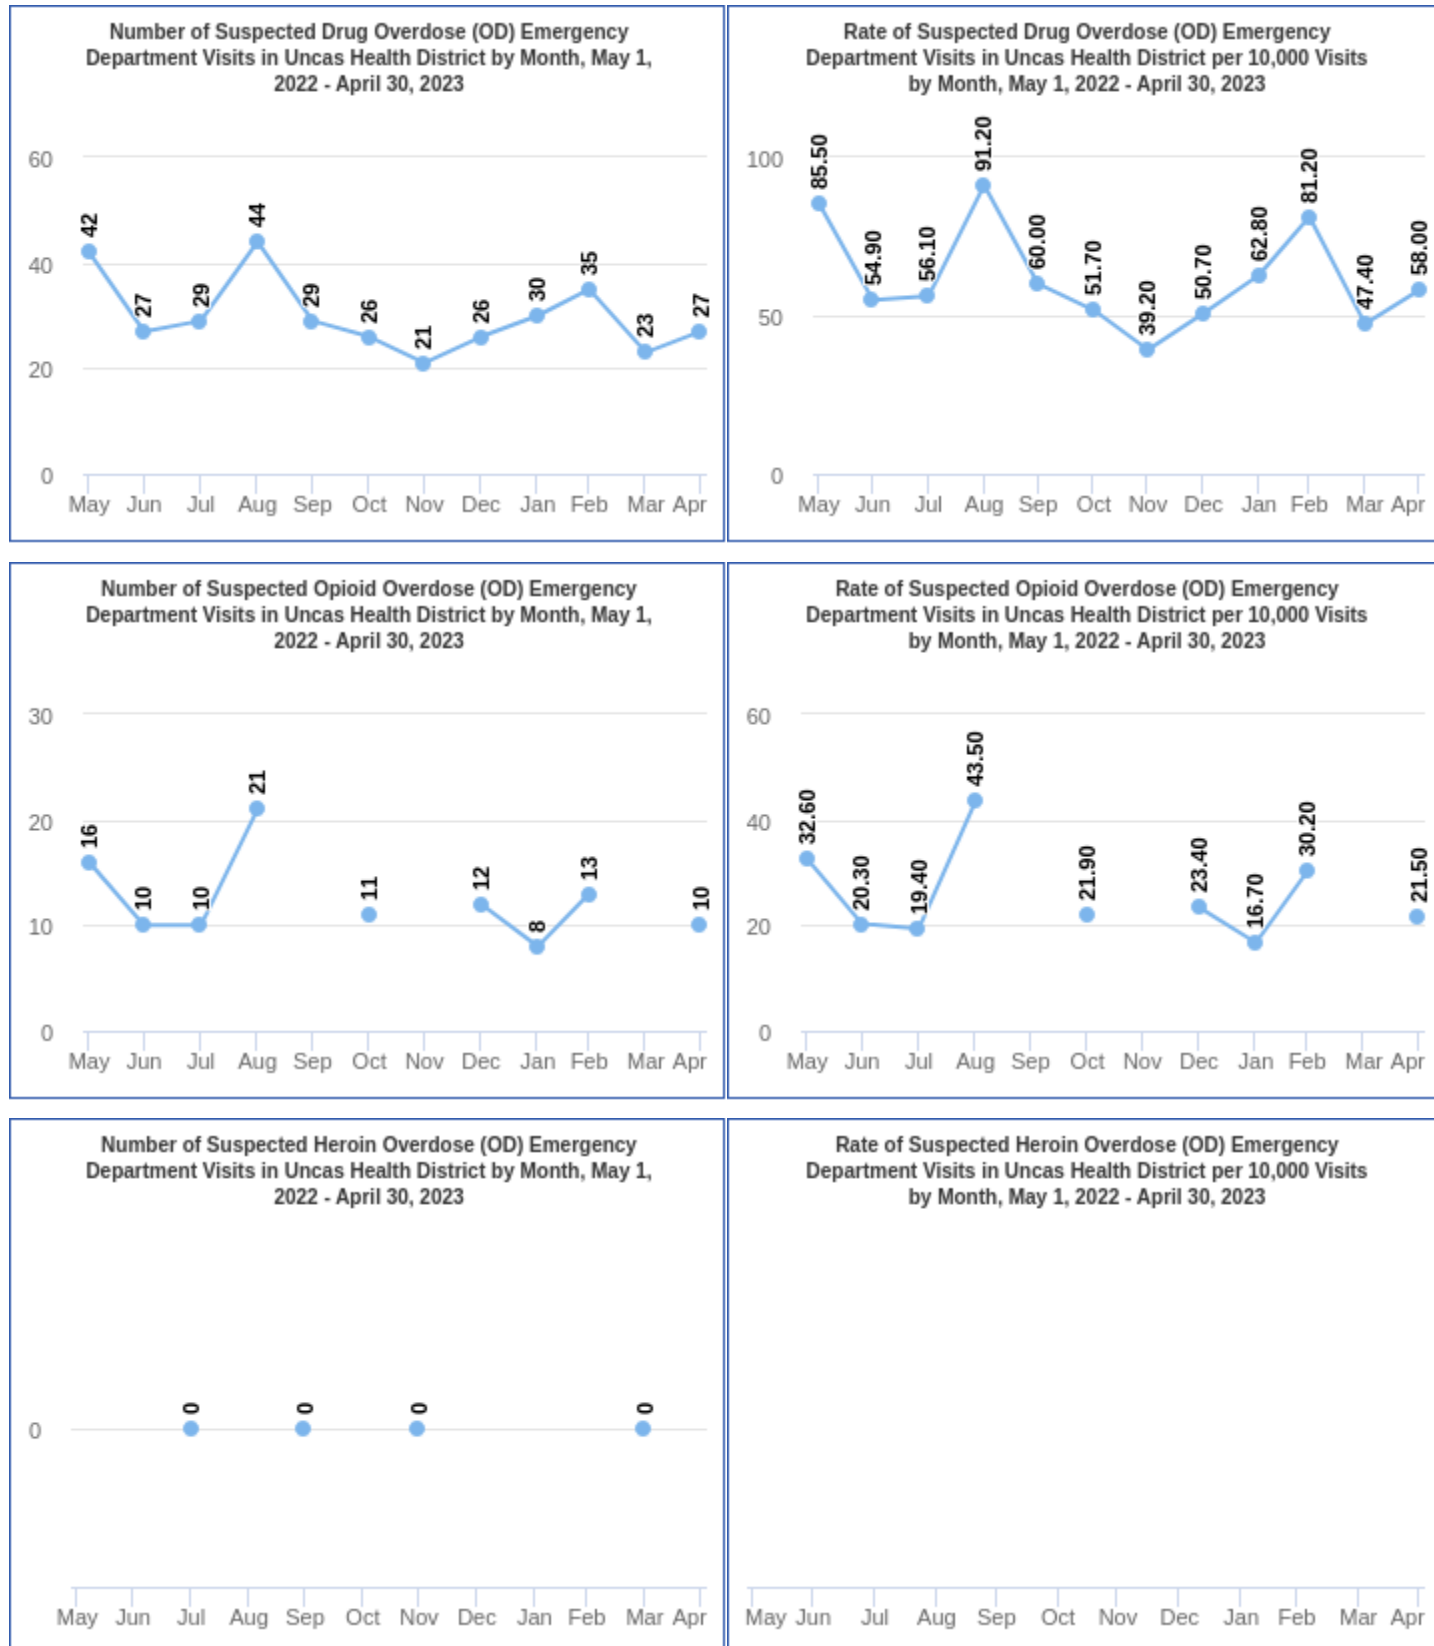 Number of Suspected Drug Overdose (OD) Emergency
Department Visits in Uncas Health District by Month, May 1,
2022 - April 30, 2023
60
40
20
0
42
27
29
44
29
26
21
26
30
35
23
27
May Jun Jul Aug Sep Oct Nov Dec Jan Feb Mar Apr
Rate of Suspected Drug Overdose (OD) Emergency
Department Visits in Uncas Health District per 10,000 Visits
by Month, May 1, 2022 - April 30, 2023
100
50
0
85.50
54.90
56.10
91.20
60.00
51.70
39.20
50.70
62.80
81.20
47.40
58.00
May Jun Jul Aug Sep Oct Nov Dec Jan Feb Mar Apr
Number of Suspected Opioid Overdose (OD) Emergency
Department Visits in Uncas Health District by Month, May 1,
2022 - April 30, 2023
30
20
10
0
16
10
10
21
11
12
8
13
10
May Jun Jul Aug Sep Oct Nov Dec Jan Feb Mar Apr
Rate of Suspected Opioid Overdose (OD) Emergency
Department Visits in Uncas Health District per 10,000 Visits
by Month, May 1, 2022 - April 30, 2023
60
40
20
0
32.60
20.30
19.40
43.50
21.90
23.40
16.70
30.20
21.50
May Jun Jul Aug Sep Oct Nov Dec Jan Feb Mar Apr
Number of Suspected Heroin Overdose (OD) Emergency
Department Visits in Uncas Health District by Month, May 1,
2022 - April 30, 2023
0
0
0
0
0
May Jun Jul Aug Sep Oct Nov Dec Jan Feb Mar Apr
Rate of Suspected Heroin Overdose (OD) Emergency
Department Visits in Uncas Health District per 10,000 Visits
by Month, May 1, 2022 - April 30, 2023
May Jun Jul Aug Sep Oct Nov Dec Jan Feb Mar Apr